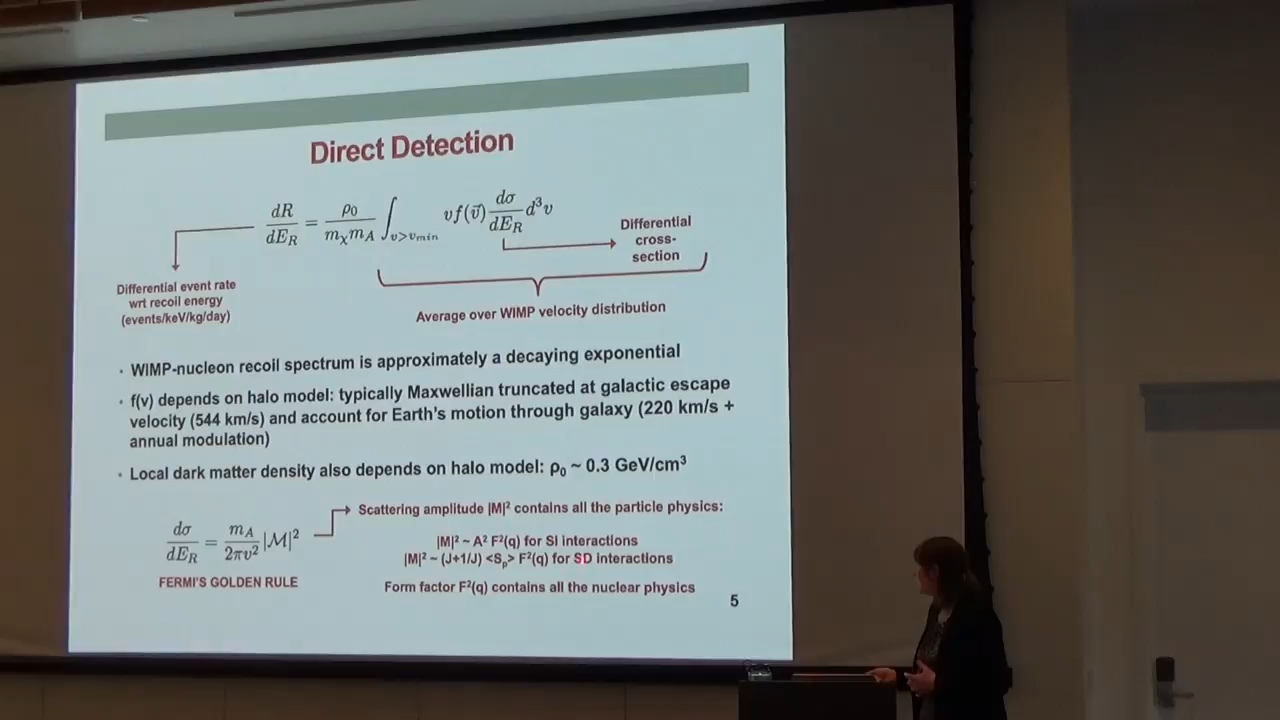 Direct Detection
dR/dE_R = ρ₀/(m_χ m_A) ∫_{v>v_min} v f(v⃗) dσ/dE_R d³v
Differential
cross-
section
Differential event rate
wrt recoil energy
(events/keV/kg/day)
Average over WIMP velocity distribution
· WIMP-nucleon recoil spectrum is approximately a decaying exponential
· f(v) depends on halo model: typically Maxwellian truncated at galactic escape
velocity (544 km/s) and account for Earth's motion through galaxy (220 km/s +
annual modulation)
· Local dark matter density also depends on halo model: ρ₀ ~ 0.3 GeV/cm³
Scattering amplitude |M|² contains all the particle physics:
dσ/dE_R = m_A/(2πv²) |M|²
|M|² ~ A² F²(q) for SI interactions
|M|² ~ (J+1/J) <S_p> F²(q) for SD interactions
FERMI'S GOLDEN RULE
Form factor F²(q) contains all the nuclear physics
5